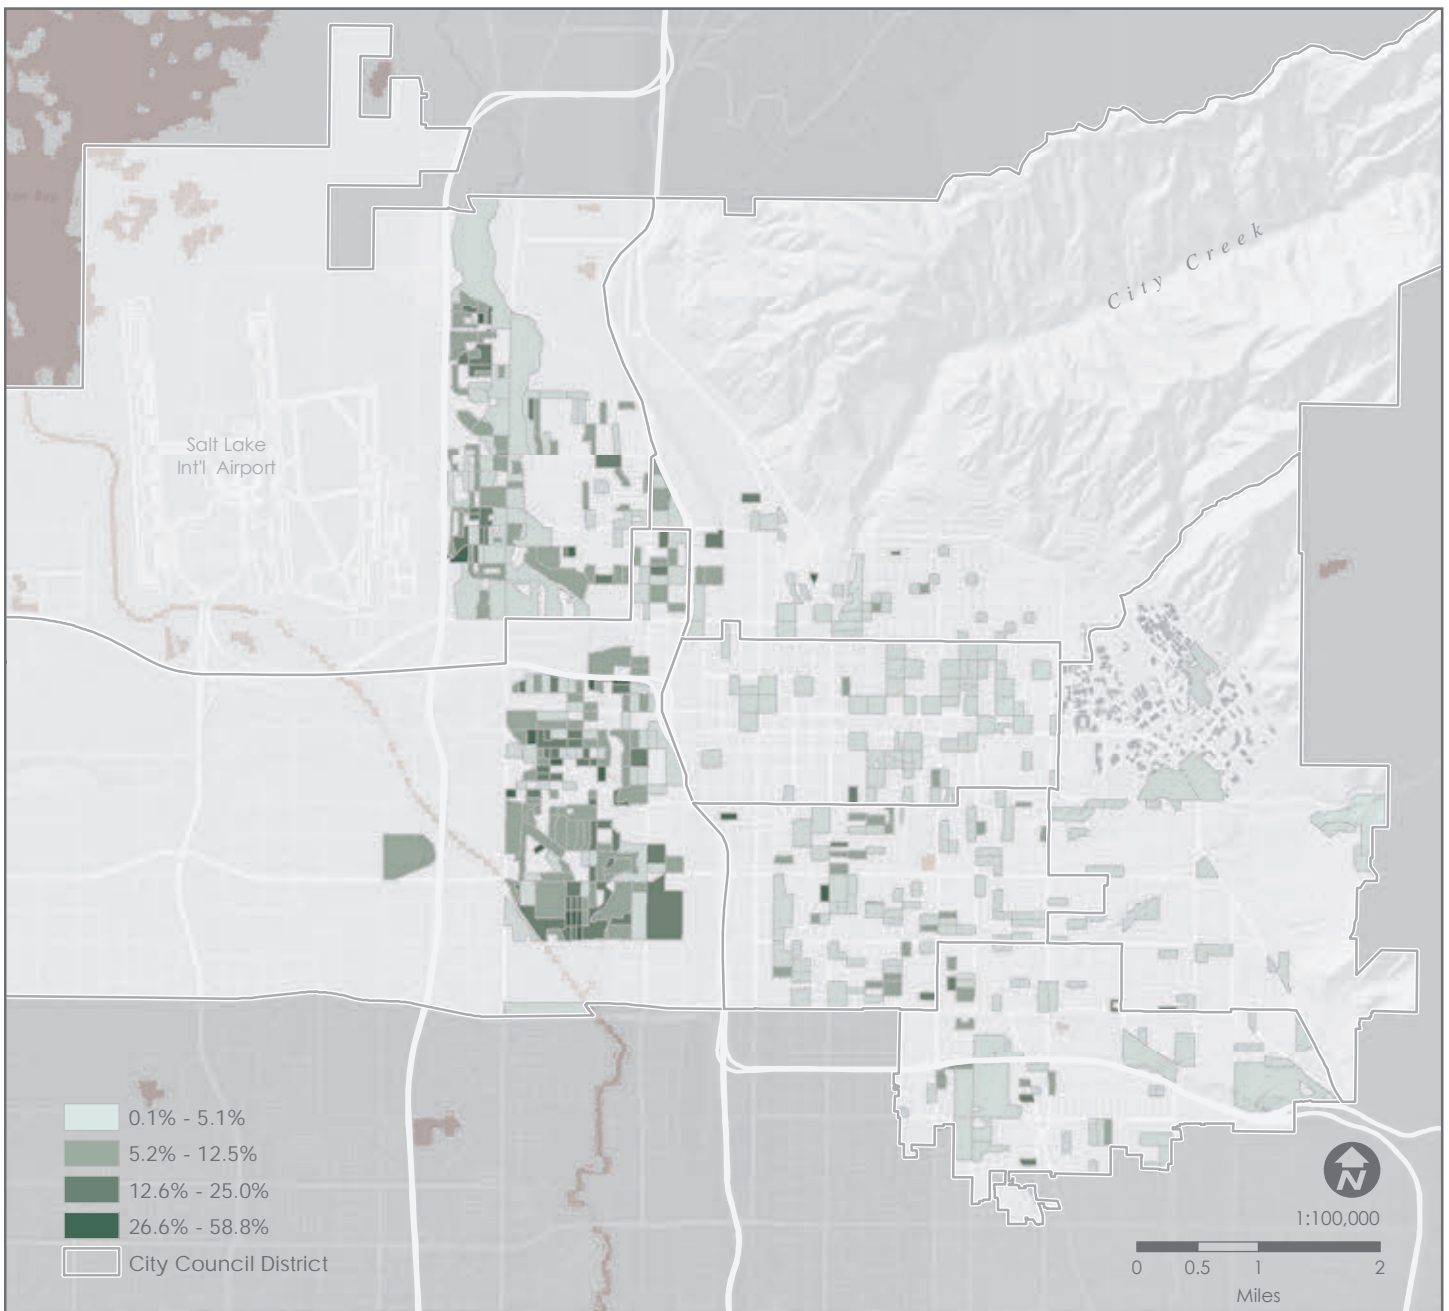 City Creek
Salt Lake
Int'l Airport
0.1% - 5.1%
5.2% - 12.5%
12.6% - 25.0%
26.6% - 58.8%
City Council District
N
1:100,000
0 0.5 1 2
Miles